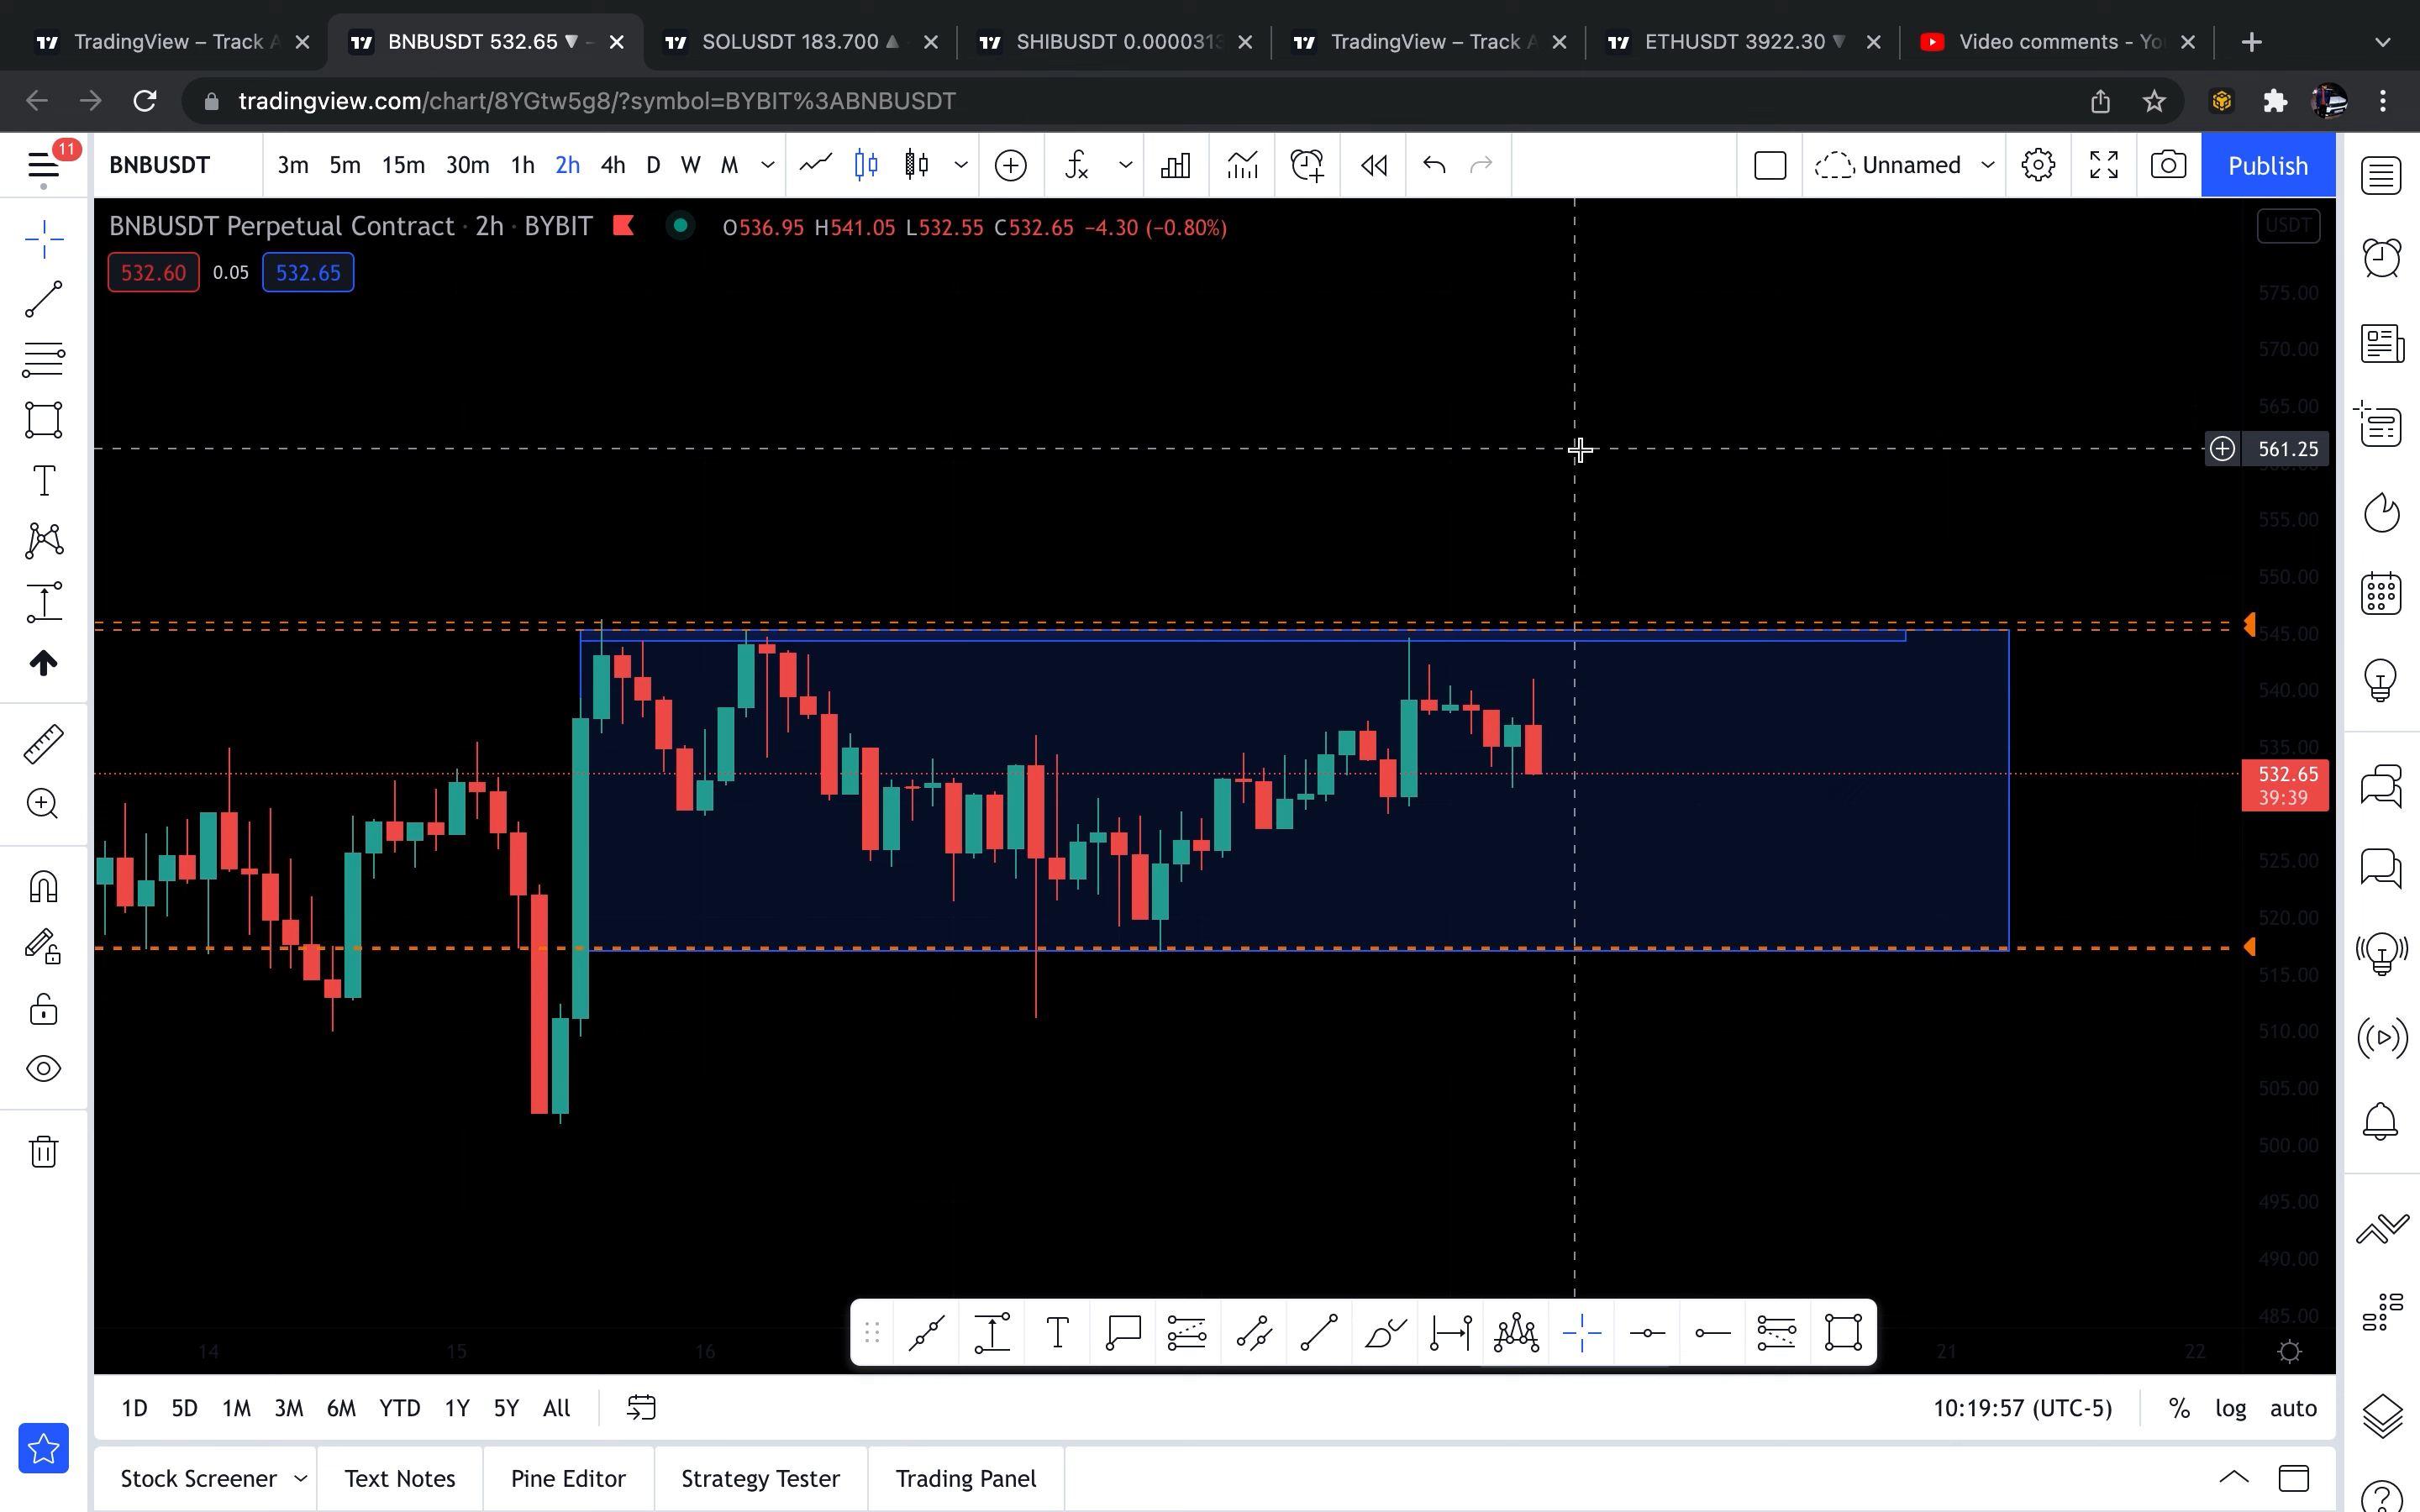 TradingView – Track A
BNBUSDT 532.65 ▼ –
SOLUSDT 183.700 ▲
SHIBUSDT 0.0000313
TradingView – Track A
ETHUSDT 3922.30 ▼
Video comments - Yo
tradingview.com/chart/8YGtw5g8/?symbol=BYBIT%3ABNBUSDT
11
BNBUSDT 3m 5m 15m 30m 1h 2h 4h D W M
Unnamed
Publish
BNBUSDT Perpetual Contract · 2h · BYBIT
O536.95 H541.05 L532.55 C532.65 −4.30 (−0.80%)
USDT
532.60 0.05 532.65
575.00
570.00
565.00
561.25
555.00
550.00
545.00
540.00
535.00
532.65
39:39
525.00
520.00
515.00
510.00
505.00
500.00
495.00
490.00
485.00
14 15 16 21 22
1D 5D 1M 3M 6M YTD 1Y 5Y All
10:19:57 (UTC-5) % log auto
Stock Screener Text Notes Pine Editor Strategy Tester Trading Panel